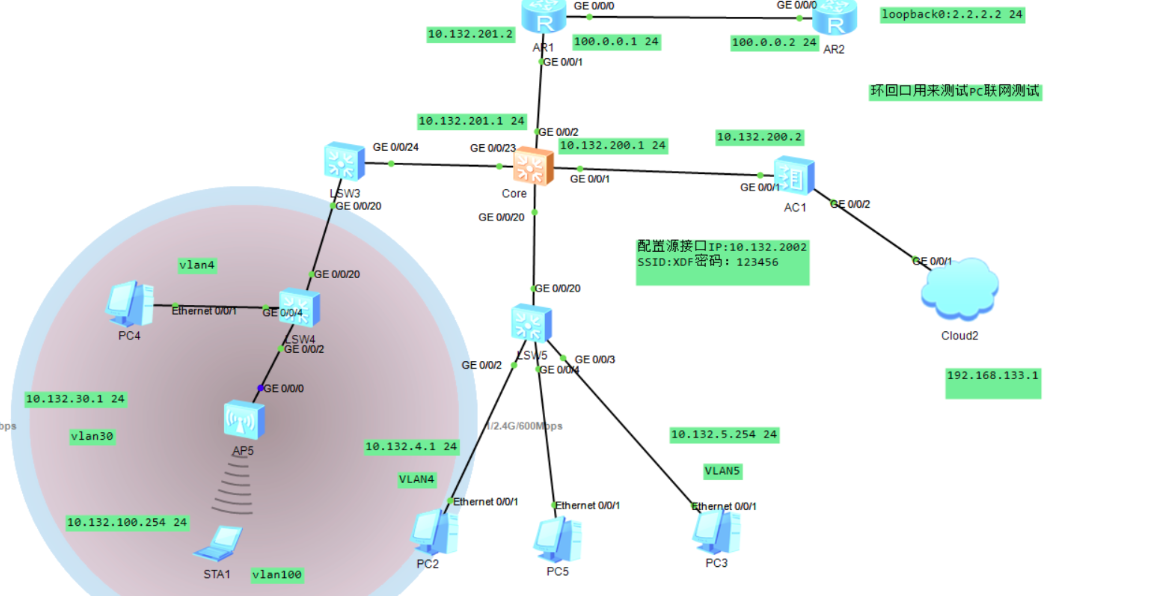 GE 0/0/0
GE 0/0/0
loopback0:2.2.2.2 24
10.132.201.2
100.0.0.1 24
100.0.0.2 24
AR1
AR2
GE 0/0/1
环回口用来测试PC联网测试
10.132.201.1 24
GE 0/0/2
10.132.200.2
GE 0/0/24
GE 0/0/23
10.132.200.1 24
LSW3
Core
GE 0/0/1
GE 0/0/1
AC1
GE 0/0/20
GE 0/0/2
GE 0/0/20
配置源接口IP:10.132.2002
SSID:XDF密码：123456
vlan4
GE 0/0/1
GE 0/0/20
GE 0/0/20
Ethernet 0/0/1
GE 0/0/4
PC4
LSW4
Cloud2
GE 0/0/2
LSW5
GE 0/0/2
GE 0/0/4
GE 0/0/3
192.168.133.1
GE 0/0/0
10.132.30.1 24
vlan30
AP5
1/2.4G/600Mbps
10.132.5.254 24
10.132.4.1 24
VLAN4
VLAN5
Ethernet 0/0/1
Ethernet 0/0/1
Ethernet 0/0/1
10.132.100.254 24
STA1
vlan100
PC2
PC5
PC3